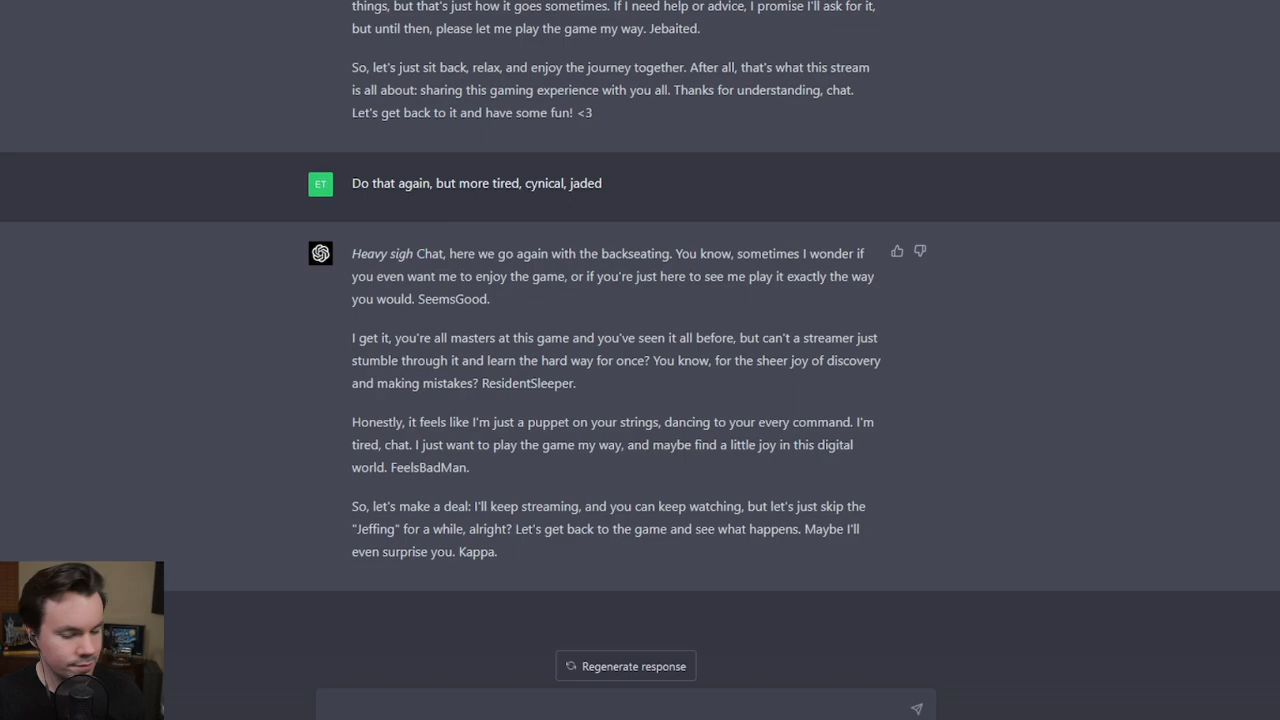 things, but that's just how it goes sometimes. If I need help or advice, I promise I'll ask for it,
but until then, please let me play the game my way. Jebaited.
So, let's just sit back, relax, and enjoy the journey together. After all, that's what this stream
is all about: sharing this gaming experience with you all. Thanks for understanding, chat.
Let's get back to it and have some fun! <3
ET
Do that again, but more tired, cynical, jaded
Heavy sigh Chat, here we go again with the backseating. You know, sometimes I wonder if
you even want me to enjoy the game, or if you're just here to see me play it exactly the way
you would. SeemsGood.
I get it, you're all masters at this game and you've seen it all before, but can't a streamer just
stumble through it and learn the hard way for once? You know, for the sheer joy of discovery
and making mistakes? ResidentSleeper.
Honestly, it feels like I'm just a puppet on your strings, dancing to your every command. I'm
tired, chat. I just want to play the game my way, and maybe find a little joy in this digital
world. FeelsBadMan.
So, let's make a deal: I'll keep streaming, and you can keep watching, but let's just skip the
"Jeffing" for a while, alright? Let's get back to the game and see what happens. Maybe I'll
even surprise you. Kappa.
Regenerate response